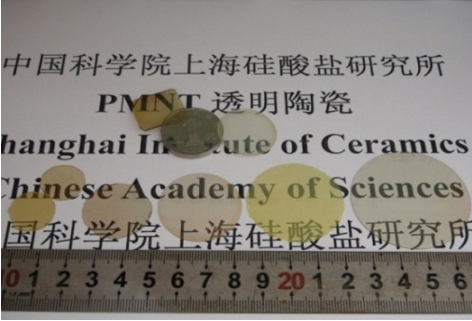 中国科学院上海硅酸盐研究所
PMNT 透明陶瓷
hanghai In tute of Ceramics
Chinese Academy of Sciences
国科学院上海硅酸盐研究所
10 1 2 3 4 5 6 7 8 9 20 1 2 3 4 5 6